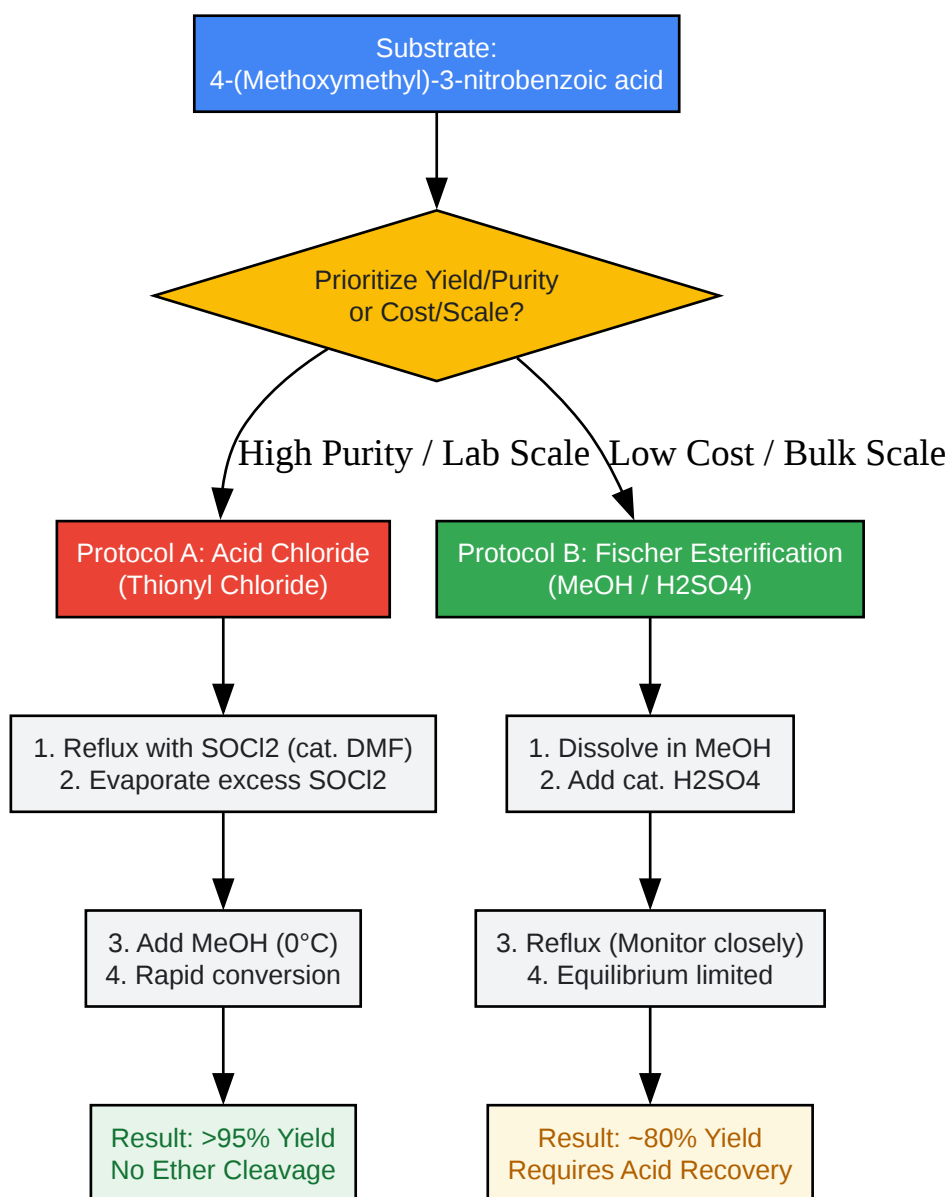 Substrate:
4-(Methoxymethyl)-3-nitrobenzoic acid
Prioritize Yield/Purity
or Cost/Scale?
High Purity / Lab Scale
Low Cost / Bulk Scale
Protocol A: Acid Chloride
(Thionyl Chloride)
Protocol B: Fischer Esterification
(MeOH / H2SO4)
1. Reflux with SOCl2 (cat. DMF)
2. Evaporate excess SOCl2
1. Dissolve in MeOH
2. Add cat. H2SO4
3. Add MeOH (0°C)
4. Rapid conversion
3. Reflux (Monitor closely)
4. Equilibrium limited
Result: >95% Yield
No Ether Cleavage
Result: ~80% Yield
Requires Acid Recovery